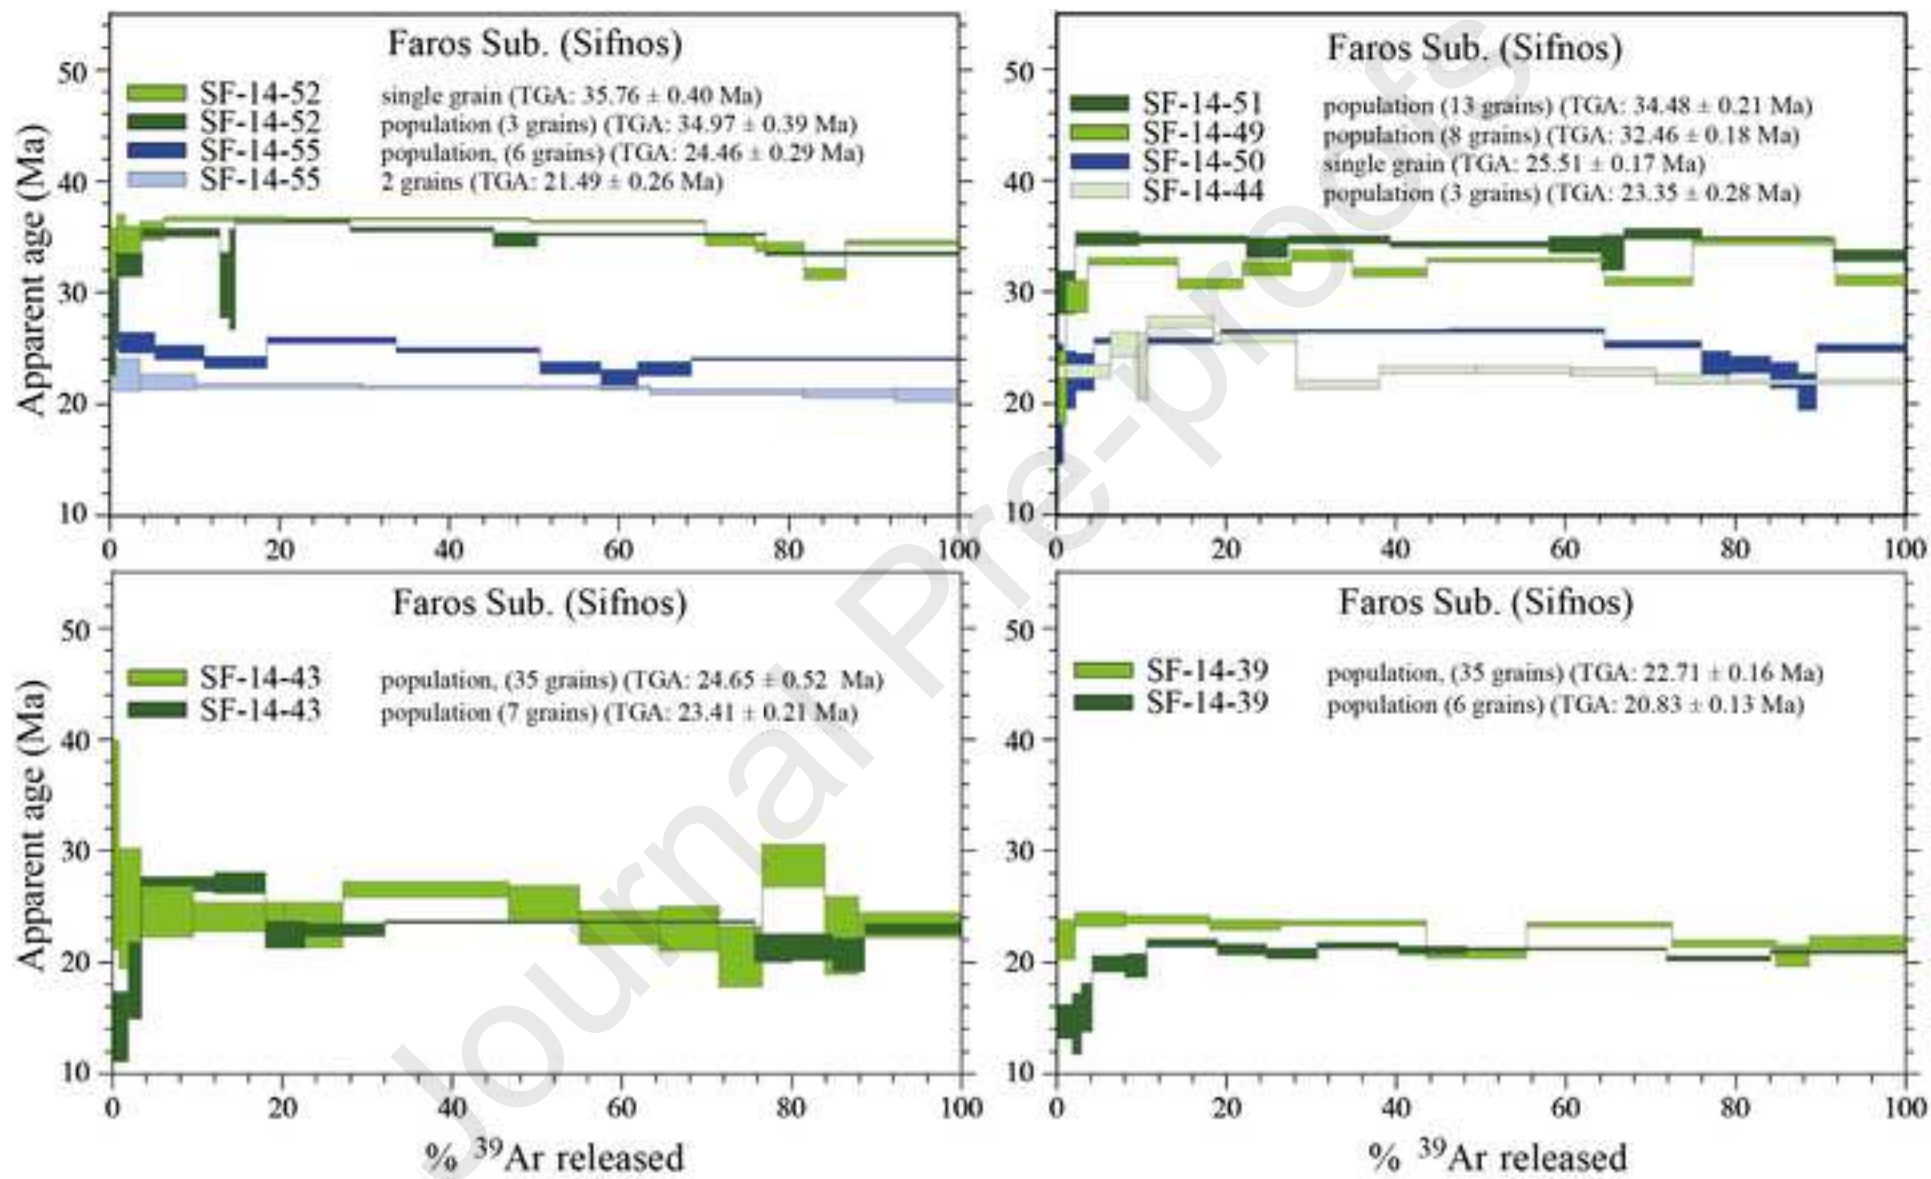 Faros Sub. (Sifnos)
SF-14-52 single grain (TGA: 35.76 ± 0.40 Ma)
SF-14-52 population (3 grains) (TGA: 34.97 ± 0.39 Ma)
SF-14-55 population, (6 grains) (TGA: 24.46 ± 0.29 Ma)
SF-14-55 2 grains (TGA: 21.49 ± 0.26 Ma)
Apparent age (Ma)
50
40
30
20
10
0 20 40 60 80 100
Faros Sub. (Sifnos)
SF-14-51 population (13 grains) (TGA: 34.48 ± 0.21 Ma)
SF-14-49 population (8 grains) (TGA: 32.46 ± 0.18 Ma)
SF-14-50 single grain (TGA: 25.51 ± 0.17 Ma)
SF-14-44 population (3 grains) (TGA: 23.35 ± 0.28 Ma)
50
40
30
20
10
0 20 40 60 80 100
Faros Sub. (Sifnos)
SF-14-43 population, (35 grains) (TGA: 24.65 ± 0.52 Ma)
SF-14-43 population (7 grains) (TGA: 23.41 ± 0.21 Ma)
Apparent age (Ma)
50
40
30
20
10
0 20 40 60 80 100
% ³⁹Ar released
Faros Sub. (Sifnos)
SF-14-39 population, (35 grains) (TGA: 22.71 ± 0.16 Ma)
SF-14-39 population (6 grains) (TGA: 20.83 ± 0.13 Ma)
50
40
30
20
10
0 20 40 60 80 100
% ³⁹Ar released
Journal Pre-proofs